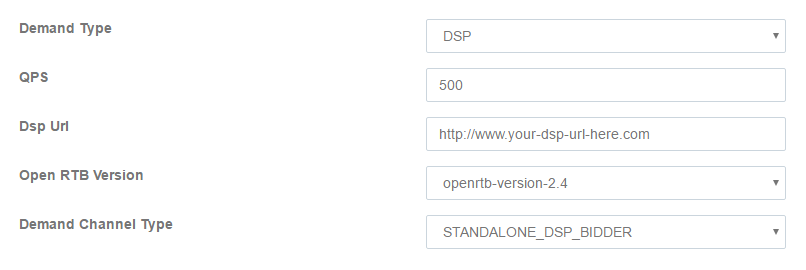 Demand Type
DSP
QPS
500
Dsp Url
http://www.your-dsp-url-here.com
Open RTB Version
openrtb-version-2.4
Demand Channel Type
STANDALONE_DSP_BIDDER